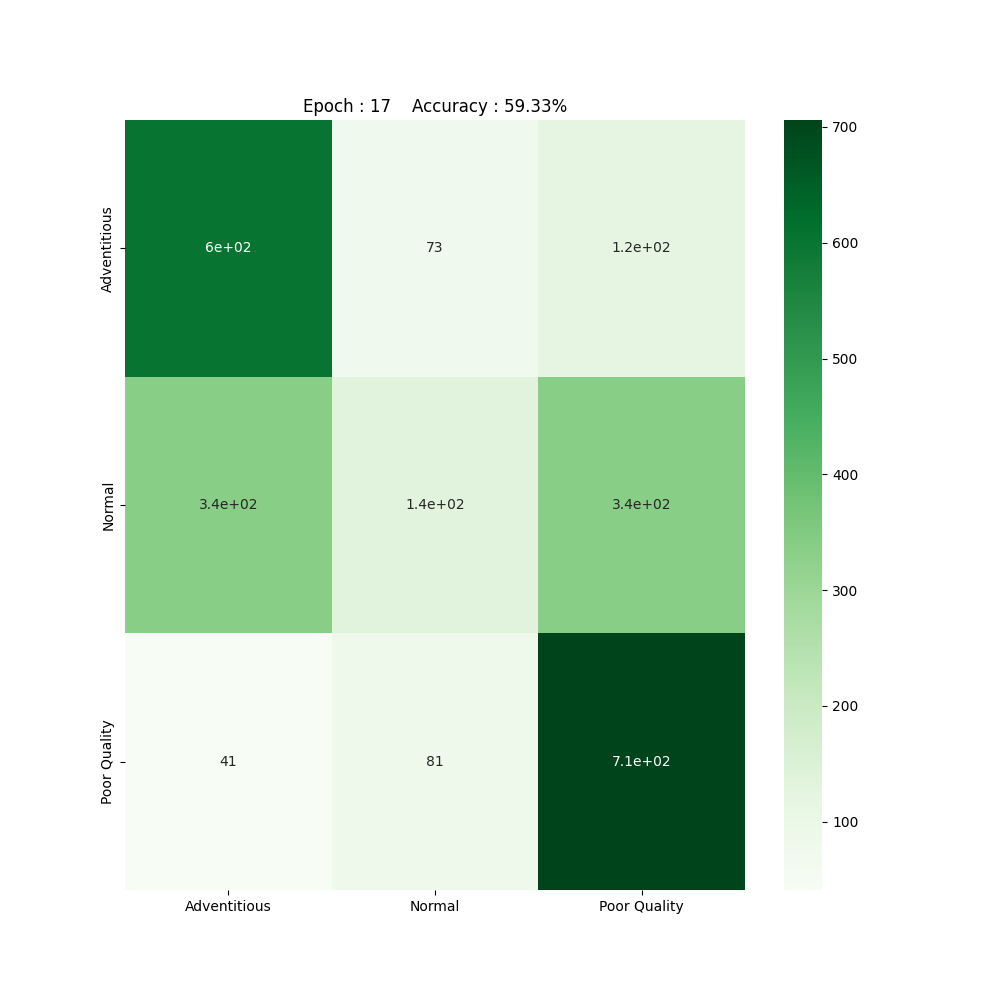 Epoch : 17    Accuracy : 59.33%
Adventitious
6e+02
73
1.2e+02
Normal
3.4e+02
1.4e+02
3.4e+02
Poor Quality
41
81
7.1e+02
Adventitious
Normal
Poor Quality
700
600
500
400
300
200
100